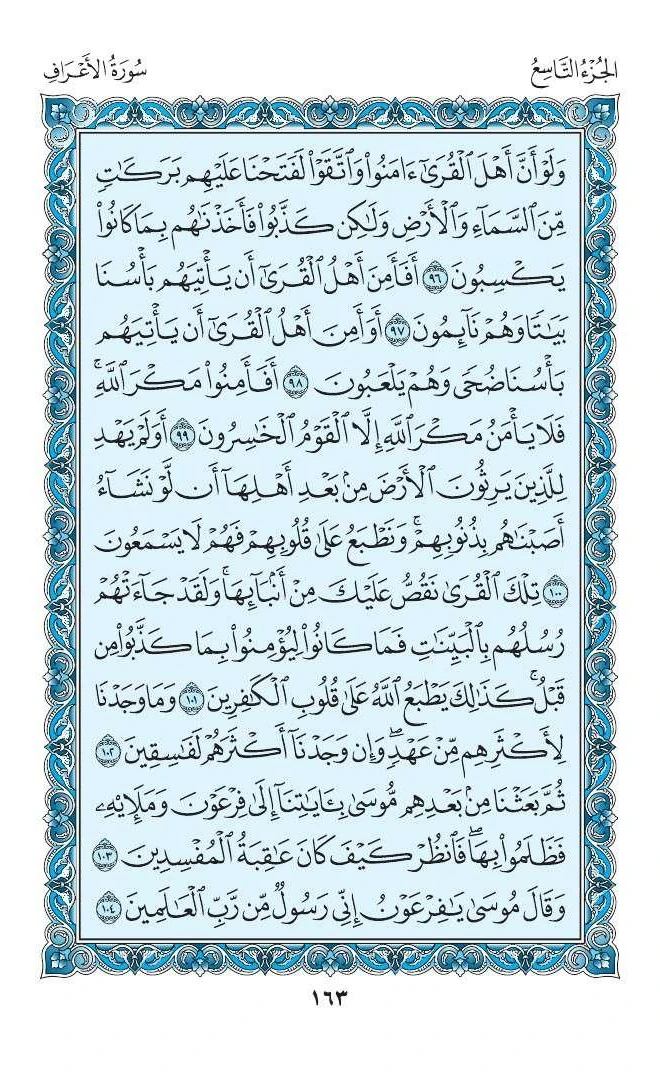 الجُزْءُ التَّاسِعُ
سُورَةُ الأَعْرَافِ
وَلَوْ أَنَّ أَهْلَ ٱلْقُرَىٰٓ ءَامَنُوا۟ وَٱتَّقَوْا۟ لَفَتَحْنَا عَلَيْهِم بَرَكَٰتٍ
مِّنَ ٱلسَّمَآءِ وَٱلْأَرْضِ وَلَٰكِن كَذَّبُوا۟ فَأَخَذْنَٰهُم بِمَا كَانُوا۟
يَكْسِبُونَ ٩٦ أَفَأَمِنَ أَهْلُ ٱلْقُرَىٰٓ أَن يَأْتِيَهُم بَأْسُنَا
بَيَٰتًا وَهُمْ نَآئِمُونَ ٩٧ أَوَأَمِنَ أَهْلُ ٱلْقُرَىٰٓ أَن يَأْتِيَهُم
بَأْسُنَا ضُحًى وَهُمْ يَلْعَبُونَ ٩٨ أَفَأَمِنُوا۟ مَكْرَ ٱللَّهِ ۚ
فَلَا يَأْمَنُ مَكْرَ ٱللَّهِ إِلَّا ٱلْقَوْمُ ٱلْخَٰسِرُونَ ٩٩ أَوَلَمْ يَهْدِ
لِلَّذِينَ يَرِثُونَ ٱلْأَرْضَ مِنۢ بَعْدِ أَهْلِهَآ أَن لَّوْ نَشَآءُ
أَصَبْنَٰهُم بِذُنُوبِهِمْ ۚ وَنَطْبَعُ عَلَىٰ قُلُوبِهِمْ فَهُمْ لَا يَسْمَعُونَ
١٠٠ تِلْكَ ٱلْقُرَىٰ نَقُصُّ عَلَيْكَ مِنْ أَنۢبَآئِهَا ۚ وَلَقَدْ جَآءَتْهُمْ
رُسُلُهُم بِٱلْبَيِّنَٰتِ فَمَا كَانُوا۟ لِيُؤْمِنُوا۟ بِمَا كَذَّبُوا۟ مِن
قَبْلُ ۚ كَذَٰلِكَ يَطْبَعُ ٱللَّهُ عَلَىٰ قُلُوبِ ٱلْكَٰفِرِينَ ١٠١ وَمَا وَجَدْنَا
لِأَكْثَرِهِم مِّنْ عَهْدٍ ۖ وَإِن وَجَدْنَآ أَكْثَرَهُمْ لَفَٰسِقِينَ ١٠٢
ثُمَّ بَعَثْنَا مِنۢ بَعْدِهِم مُّوسَىٰ بِـَٔايَٰتِنَآ إِلَىٰ فِرْعَوْنَ وَمَلَإِي۟هِۦ
فَظَلَمُوا۟ بِهَا ۖ فَٱنظُرْ كَيْفَ كَانَ عَٰقِبَةُ ٱلْمُفْسِدِينَ ١٠٣
وَقَالَ مُوسَىٰ يَٰفِرْعَوْنُ إِنِّى رَسُولٌ مِّن رَّبِّ ٱلْعَٰلَمِينَ ١٠٤
١٦٣